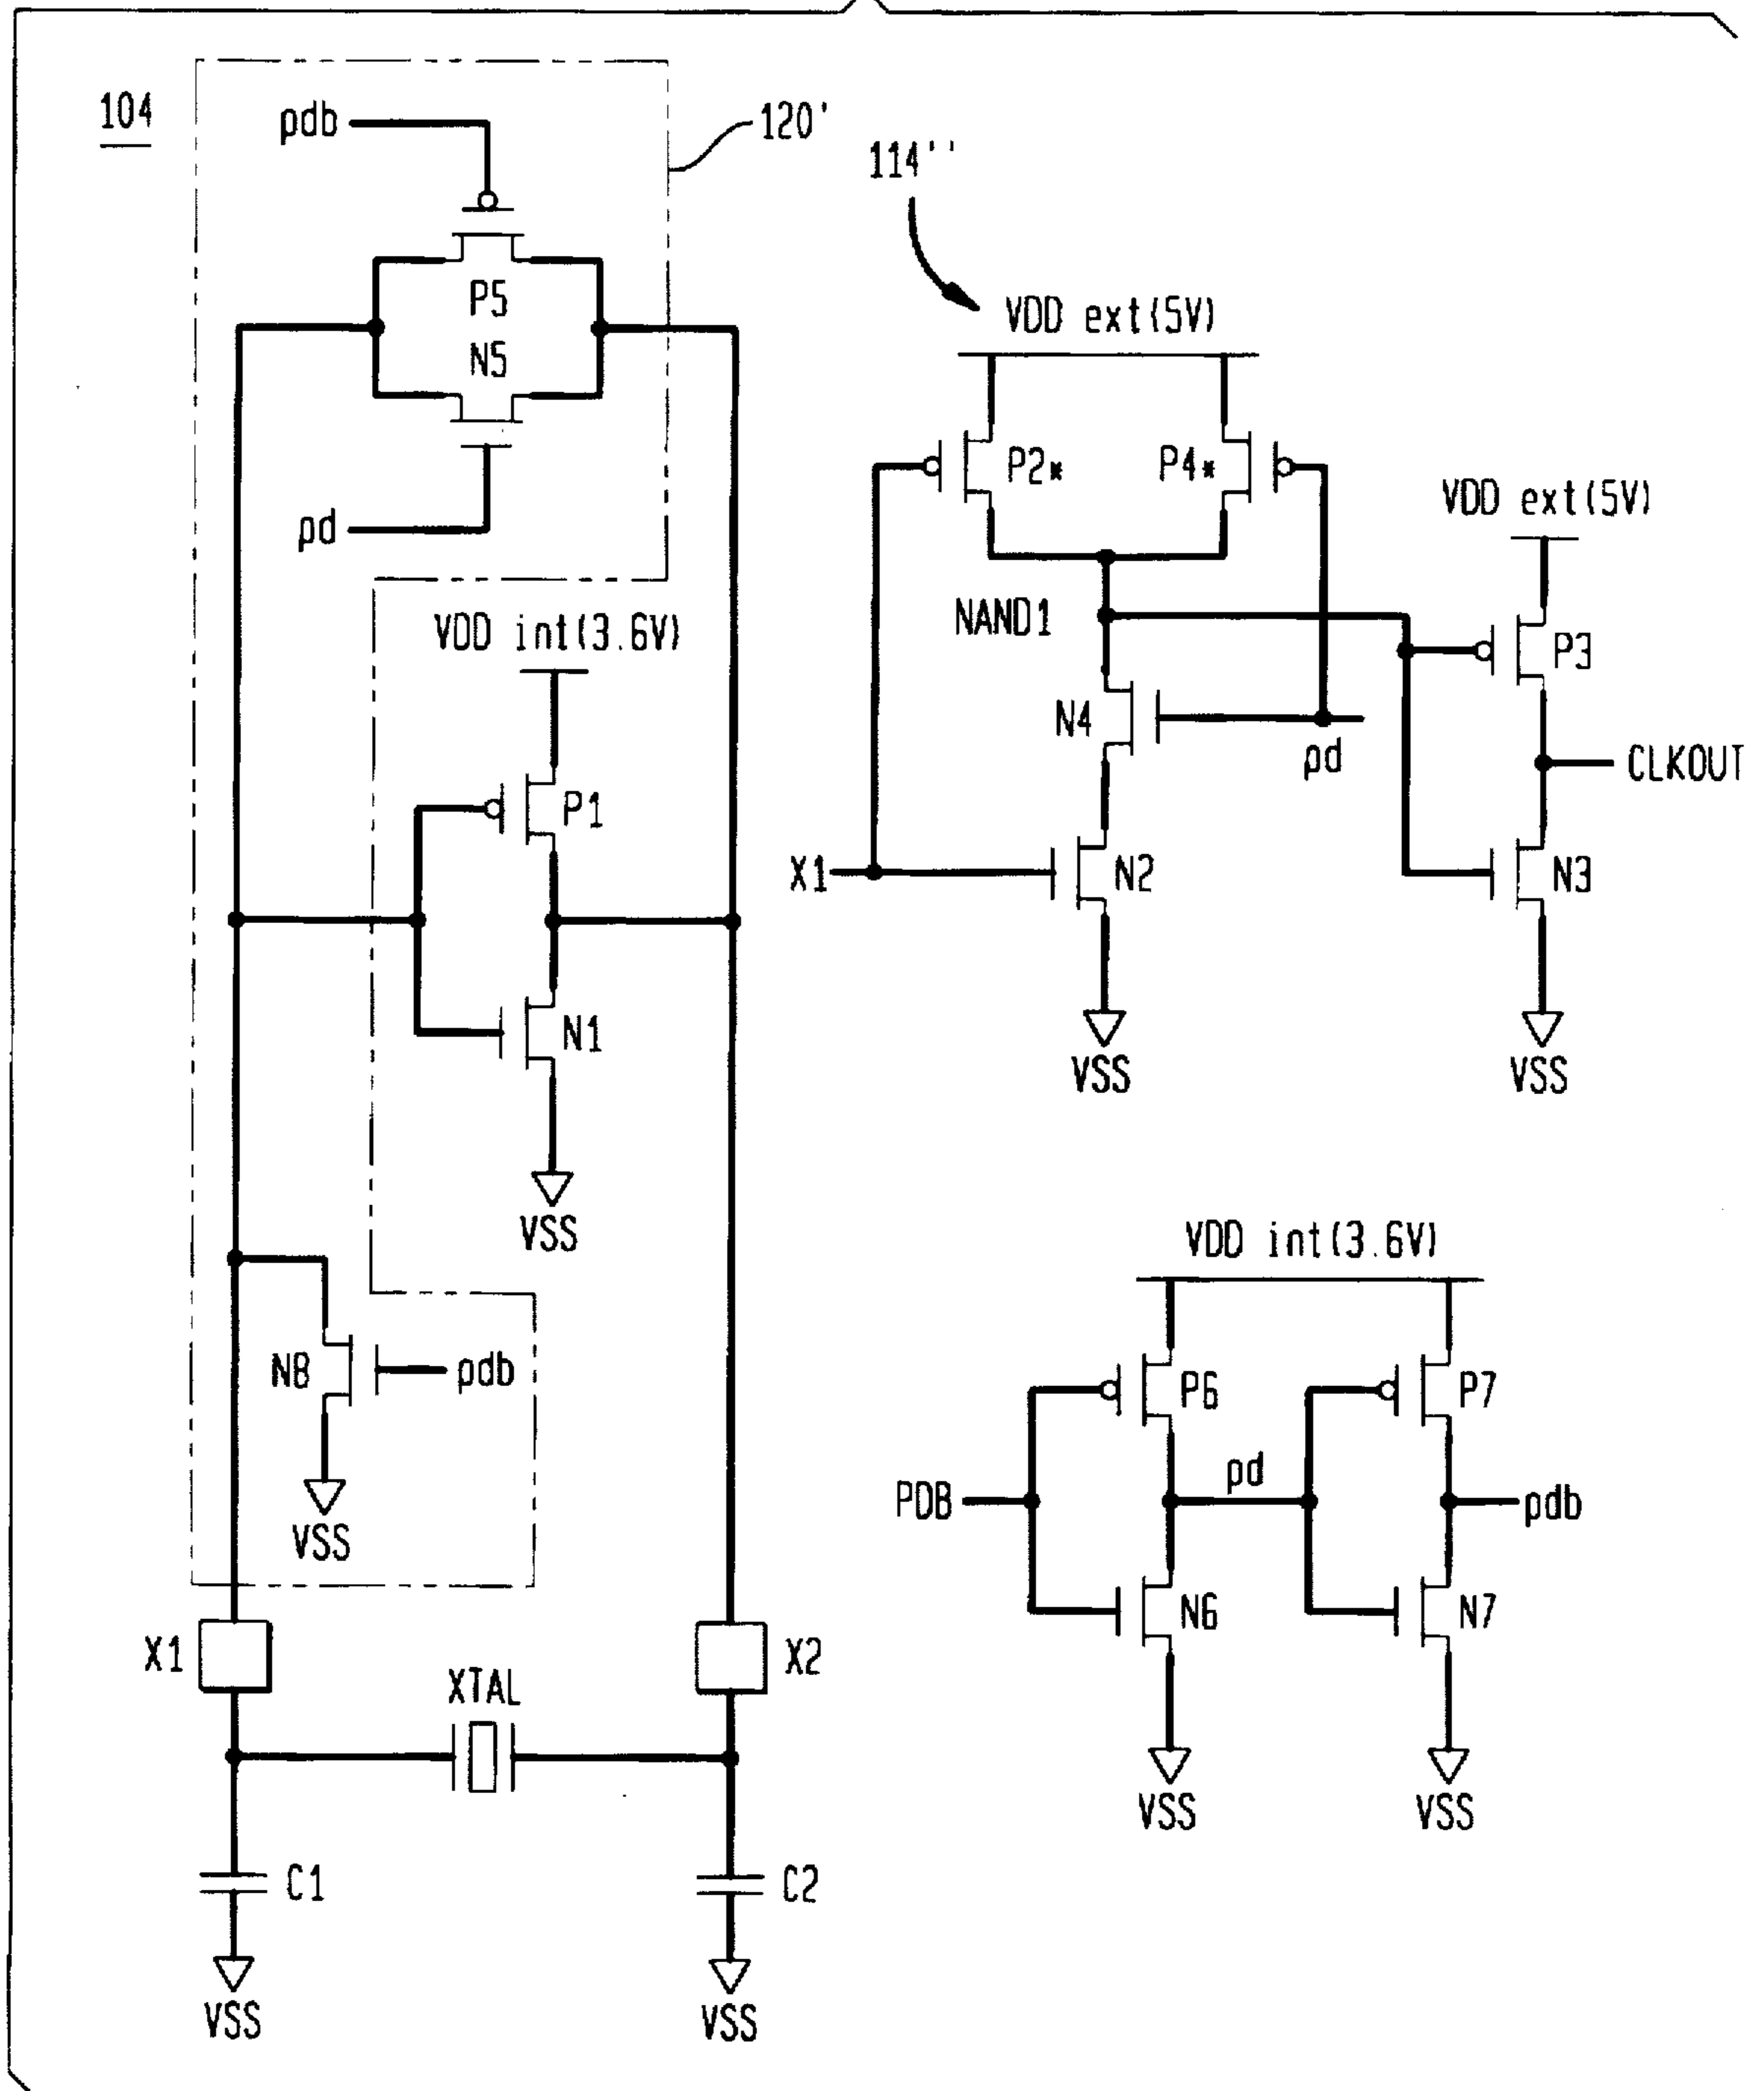 104
pdb
120'
P5
N5
pd
VDD int(3.6V)
P1
N1
VSS
N8
pdb
VSS
X1
X2
XTAL
C1
C2
VSS
VSS
114''
VDD ext(5V)
P2*
P4*
VDD ext(5V)
NAND1
P3
N4
pd
CLKOUT
X1
N2
N3
VSS
VSS
VDD int(3.6V)
P6
P7
PDB
pd
pdb
N6
N7
VSS
VSS